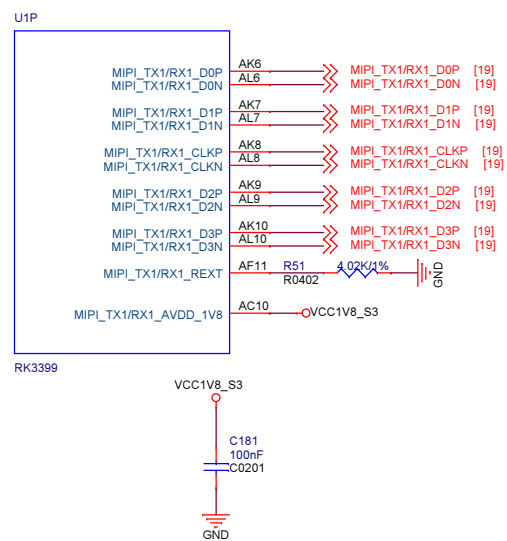 U1P
MIPI_TX1/RX1_D0P AK6 MIPI_TX1/RX1_D0P [19]
MIPI_TX1/RX1_D0N AL6 MIPI_TX1/RX1_D0N [19]
MIPI_TX1/RX1_D1P AK7 MIPI_TX1/RX1_D1P [19]
MIPI_TX1/RX1_D1N AL7 MIPI_TX1/RX1_D1N [19]
MIPI_TX1/RX1_CLKP AK8 MIPI_TX1/RX1_CLKP [19]
MIPI_TX1/RX1_CLKN AL8 MIPI_TX1/RX1_CLKN [19]
MIPI_TX1/RX1_D2P AK9 MIPI_TX1/RX1_D2P [19]
MIPI_TX1/RX1_D2N AL9 MIPI_TX1/RX1_D2N [19]
MIPI_TX1/RX1_D3P AK10 MIPI_TX1/RX1_D3P [19]
MIPI_TX1/RX1_D3N AL10 MIPI_TX1/RX1_D3N [19]
MIPI_TX1/RX1_REXT AF11 R51 4.02K/1% GND
R0402
MIPI_TX1/RX1_AVDD_1V8 AC10 VCC1V8_S3
RK3399
VCC1V8_S3
C181
100nF
C0201
GND